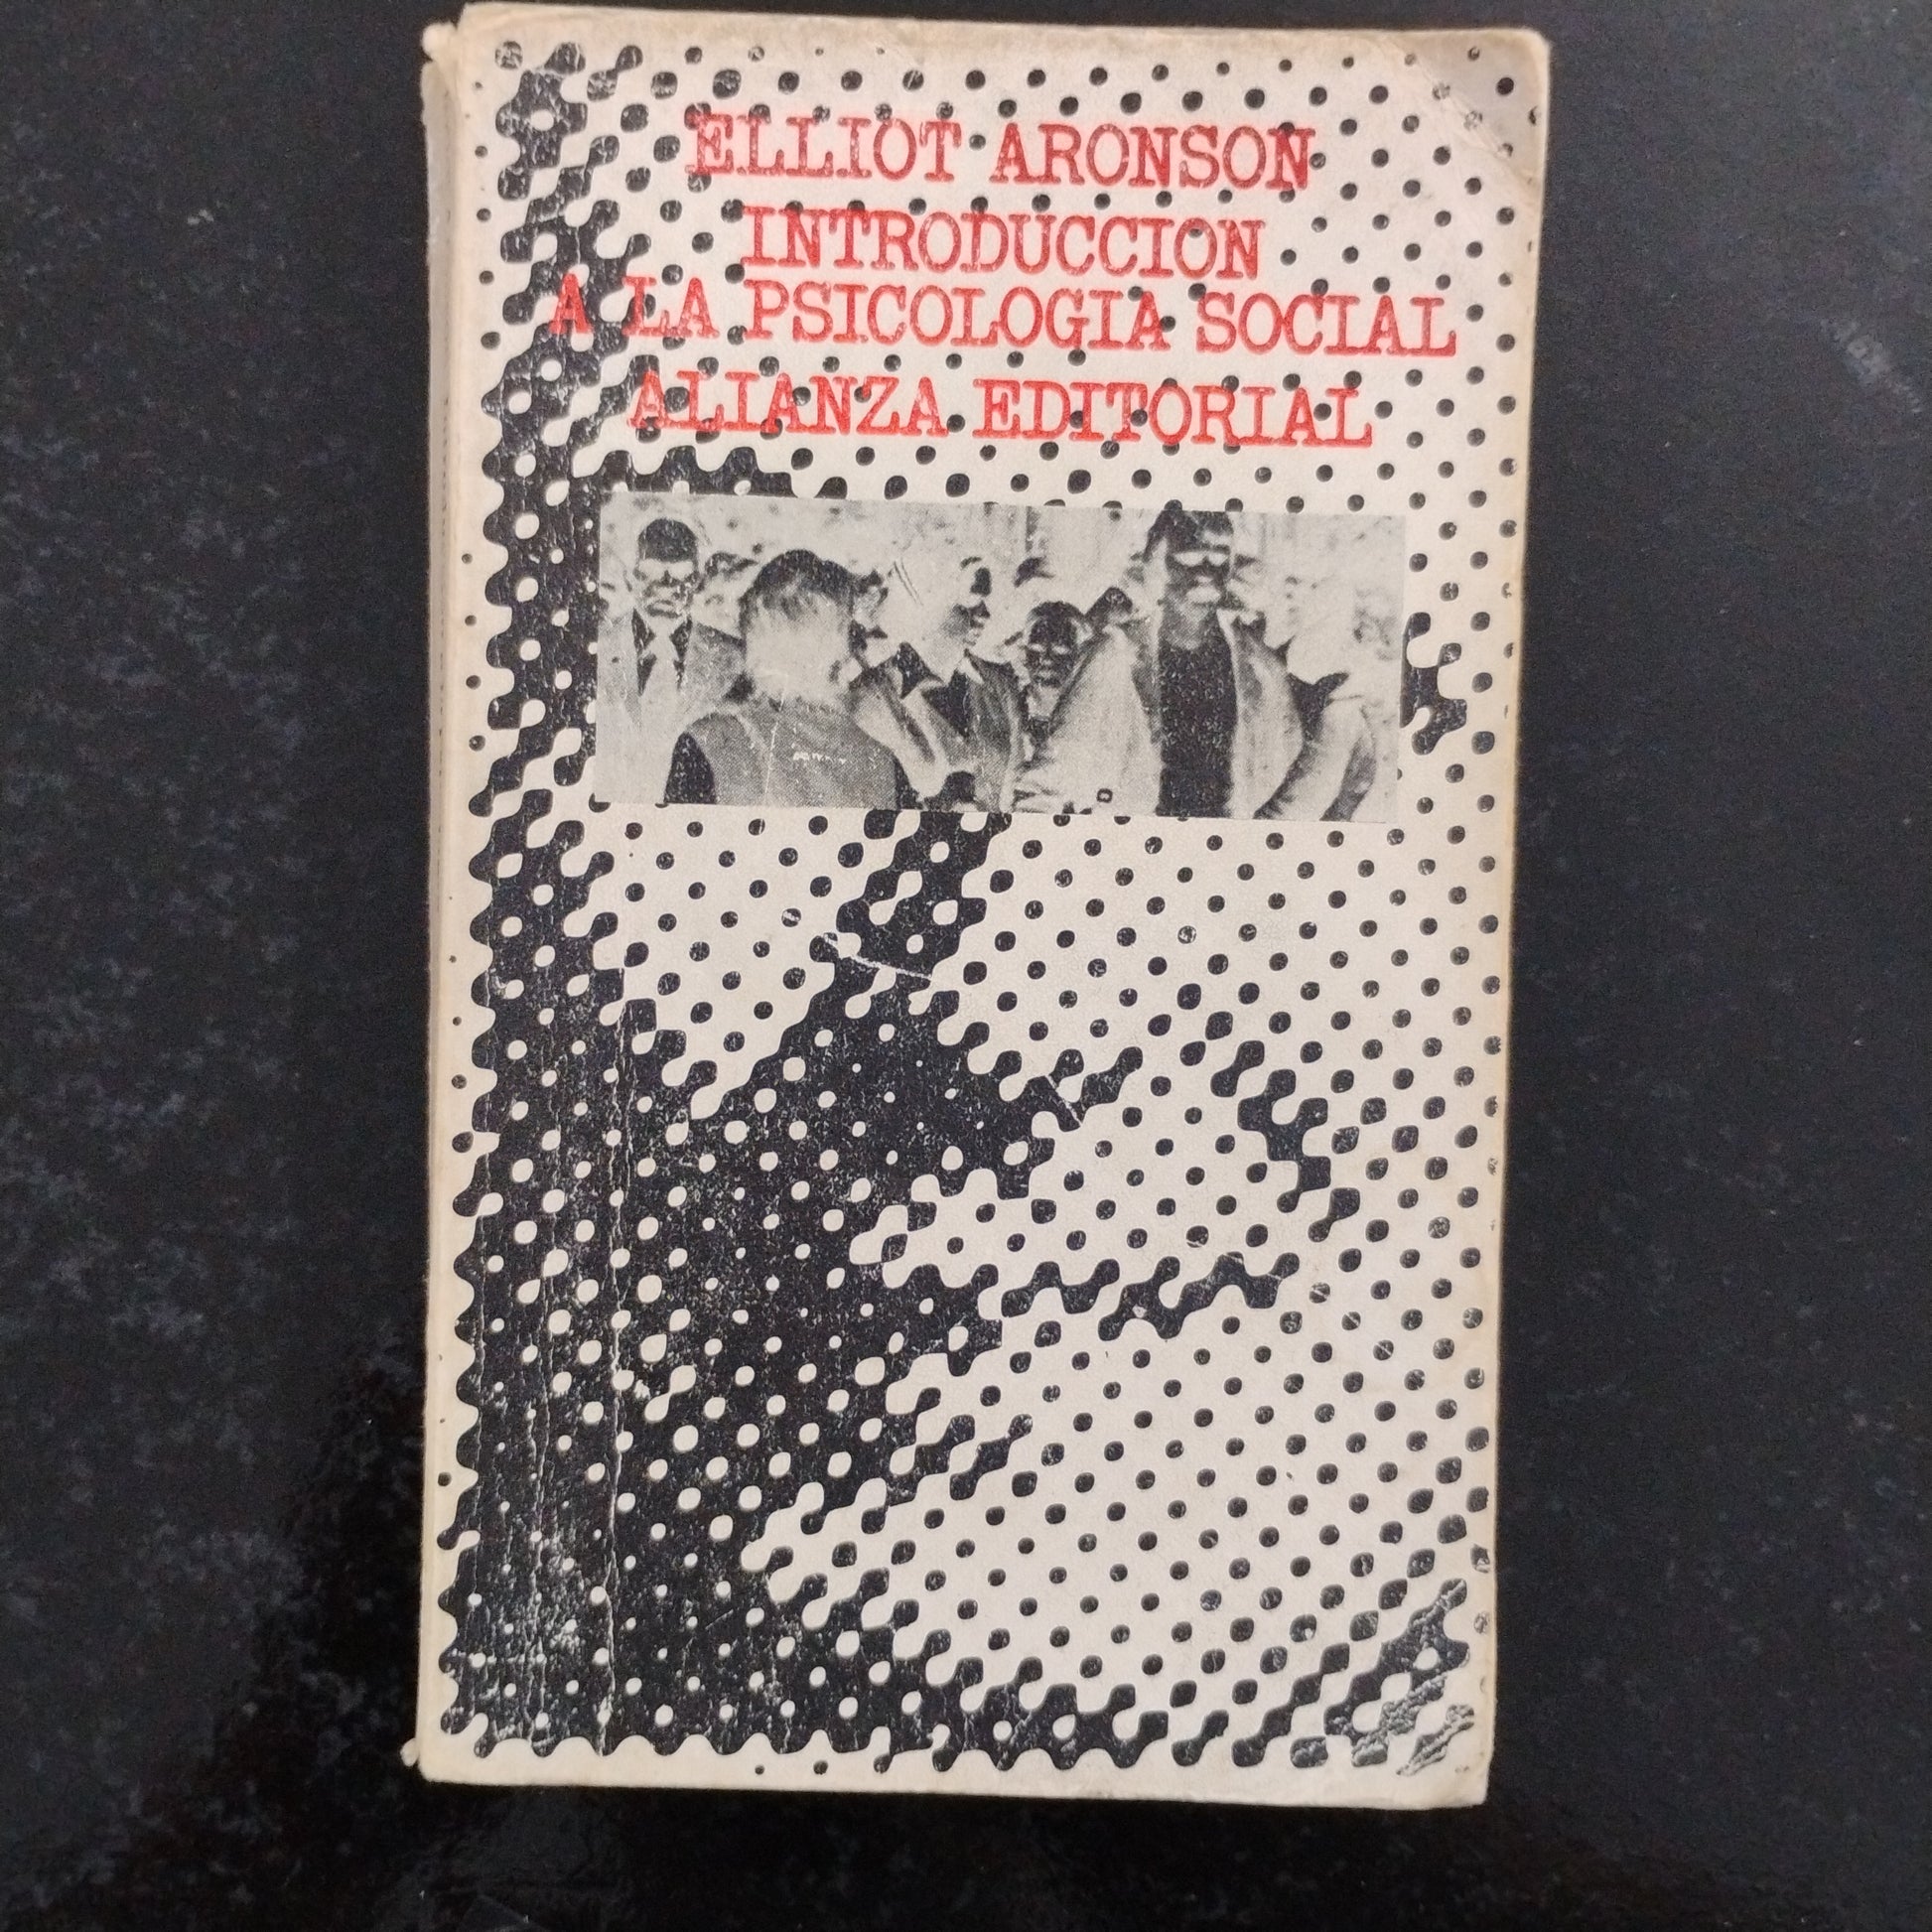 ELLIOT ARONSON
INTRODUCCION
A LA PSICOLOGIA SOCIAL
ALIANZA EDITORIAL